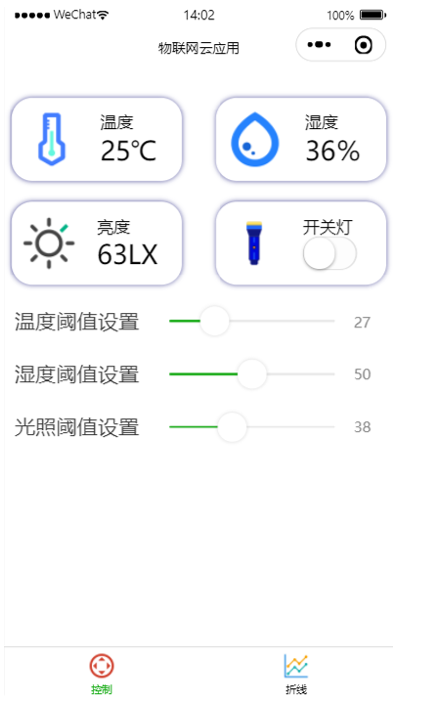 ●●●●● WeChat 14:02 100%
物联网云应用
温度
25℃
湿度
36%
亮度
63LX
开关灯
温度阈值设置 27
湿度阈值设置 50
光照阈值设置 38
控制 折线